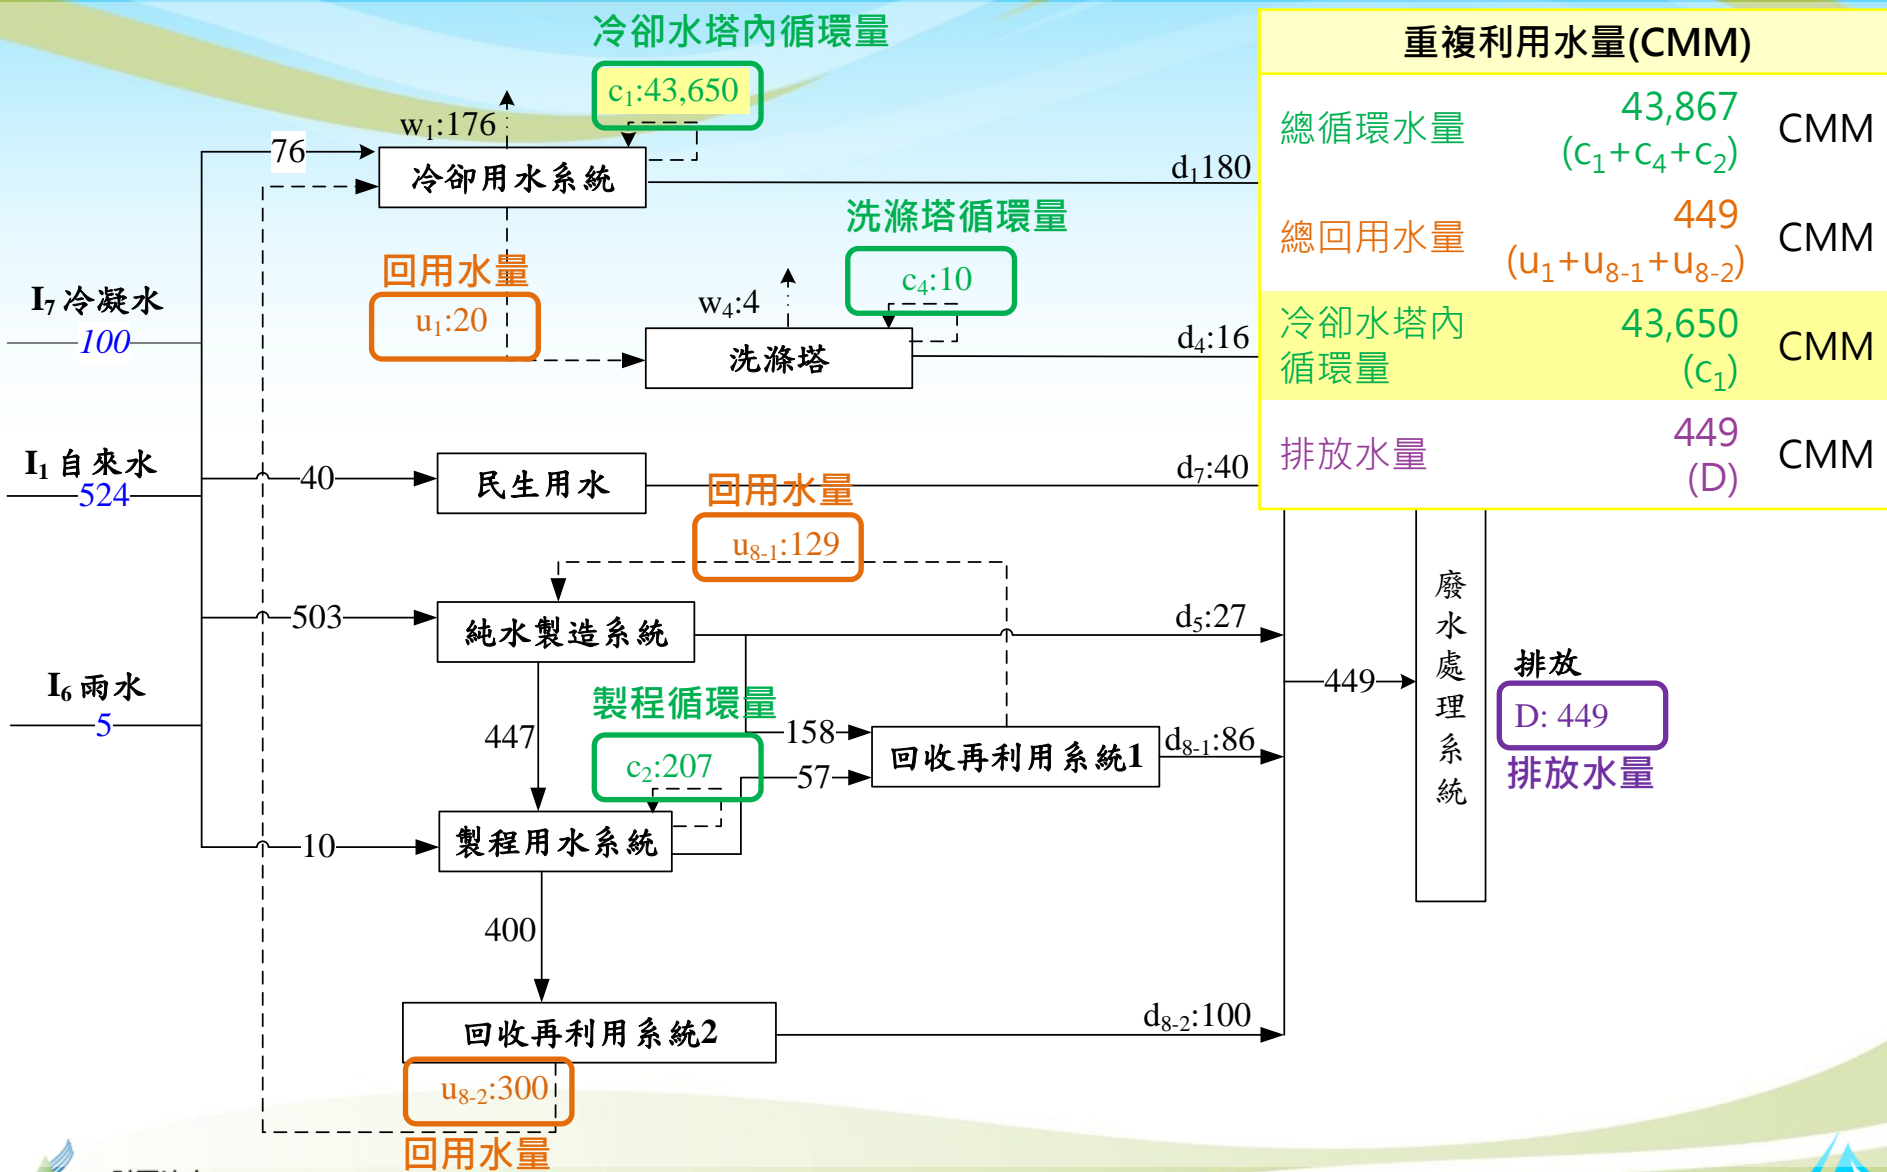 冷卻水塔內循環量
c₁:43,650
w₁:176
76
冷卻用水系統
d₁180
洗滌塔循環量
c₄:10
回用水量
u₁:20
w₄:4
洗滌塔
d₄:16
I₇ 冷凝水
100
I₁ 自來水
524
40
民生用水
d₇:40
回用水量
u₈₋₁:129
503
純水製造系統
d₅:27
I₆ 雨水
5
447
製程循環量
c₂:207
158
57
回收再利用系統1
d₈₋₁:86
10
製程用水系統
400
回收再利用系統2
d₈₋₂:100
u₈₋₂:300
回用水量
449
廢水處理系統
排放
D: 449
排放水量
重複利用水量(CMM)
總循環水量 43,867 CMM
(c₁+c₄+c₂)
總回用水量 449 CMM
(u₁+u₈₋₁+u₈₋₂)
冷卻水塔內 43,650 CMM
循環量 (c₁)
排放水量 449 CMM
(D)